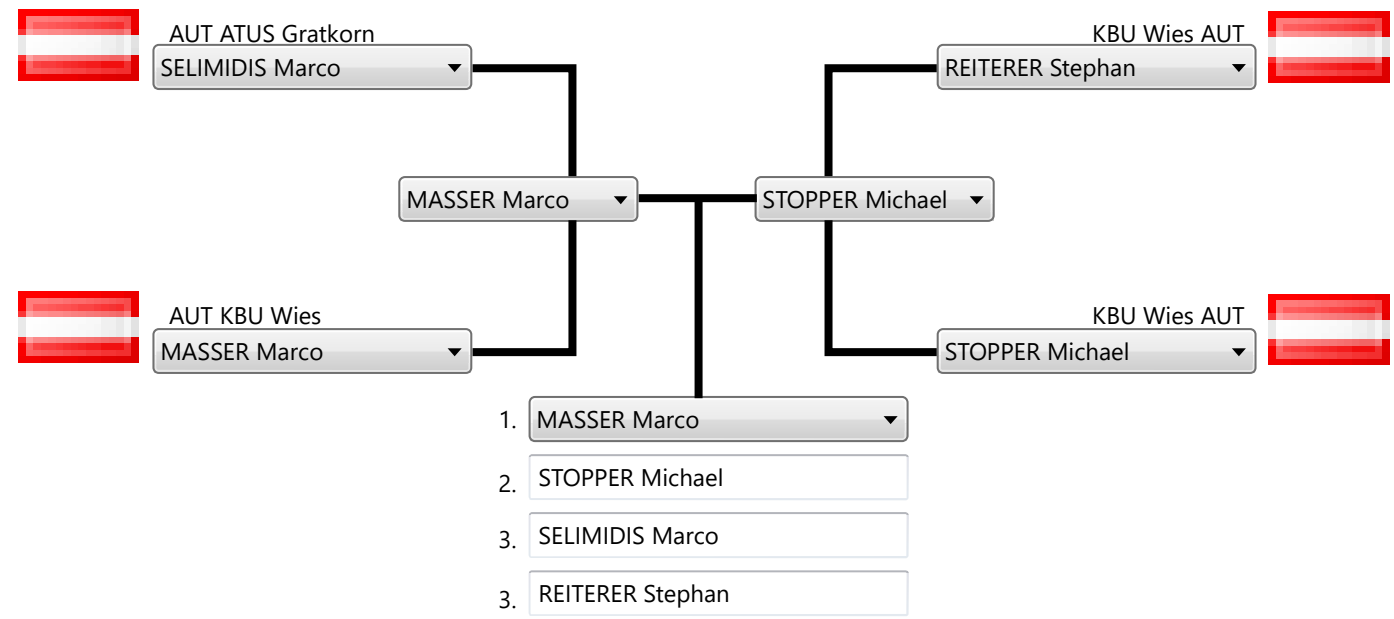 AUT ATUS Gratkorn
KBU Wies AUT
SELIMIDIS Marco
REITERER Stephan
MASSER Marco
STOPPER Michael
AUT KBU Wies
KBU Wies AUT
MASSER Marco
STOPPER Michael
1. MASSER Marco
2. STOPPER Michael
3. SELIMIDIS Marco
3. REITERER Stephan